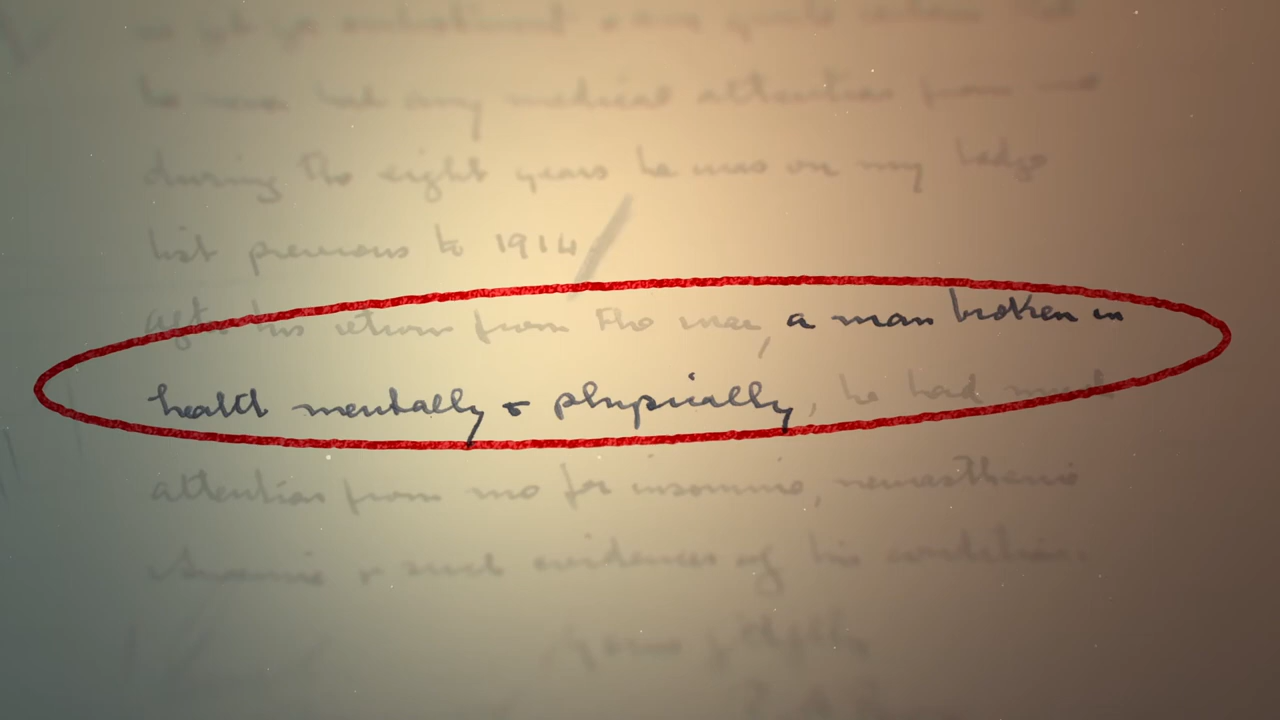 he never had any medical attention from me
during the eight years he was on my lodge
list previous to 1914
after his return from the war, a man broken in
health mentally & physically, he had much
attention from me for insomnia, neurasthenia
Anaemia & such evidences of his condition.